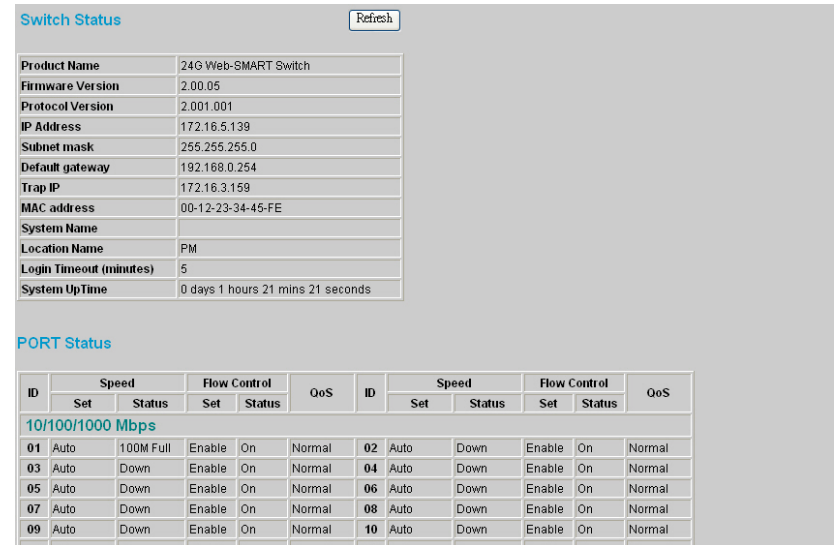 Switch Status Refresh
Product Name 24G Web-SMART Switch
Firmware Version 2.00.05
Protocol Version 2.001.001
IP Address 172.16.5.139
Subnet mask 255.255.255.0
Default gateway 192.168.0.254
Trap IP 172.16.3.159
MAC address 00-12-23-34-45-FE
System Name
Location Name PM
Login Timeout (minutes) 5
System UpTime 0 days 1 hours 21 mins 21 seconds
PORT Status
ID Speed Flow Control QoS ID Speed Flow Control QoS
Set Status Set Status Set Status Set Status
10/100/1000 Mbps
01 Auto 100M Full Enable On Normal 02 Auto Down Enable On Normal
03 Auto Down Enable On Normal 04 Auto Down Enable On Normal
05 Auto Down Enable On Normal 06 Auto Down Enable On Normal
07 Auto Down Enable On Normal 08 Auto Down Enable On Normal
09 Auto Down Enable On Normal 10 Auto Down Enable On Normal